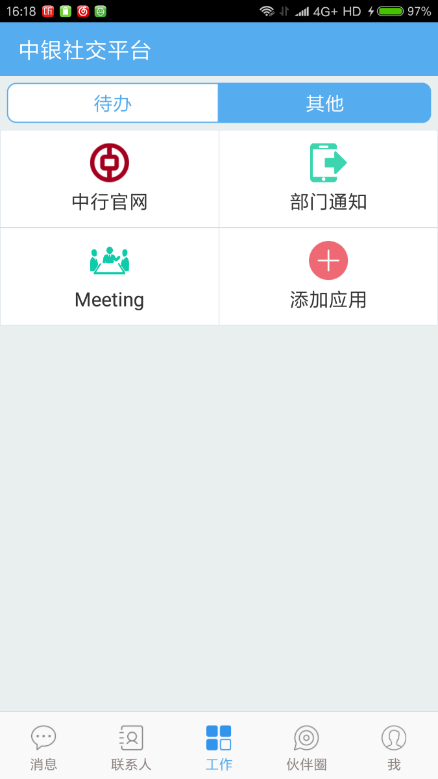 16:18 4G+ HD 97%
中银社交平台
待办 其他
中行官网 部门通知
Meeting 添加应用
消息 联系人 工作 伙伴圈 我